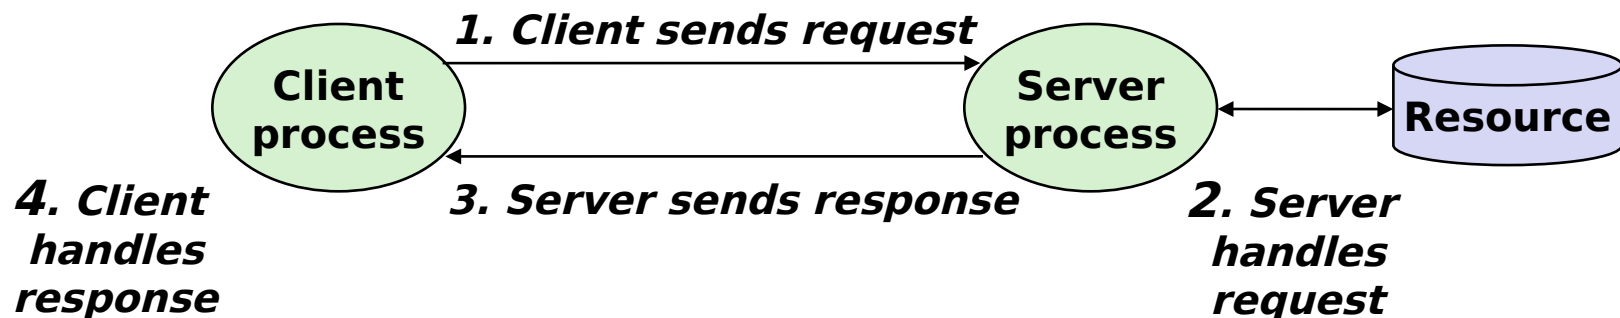 1. Client sends request
Client
process
Server
process
Resource
3. Server sends response
4. Client
handles
response
2. Server
handles
request